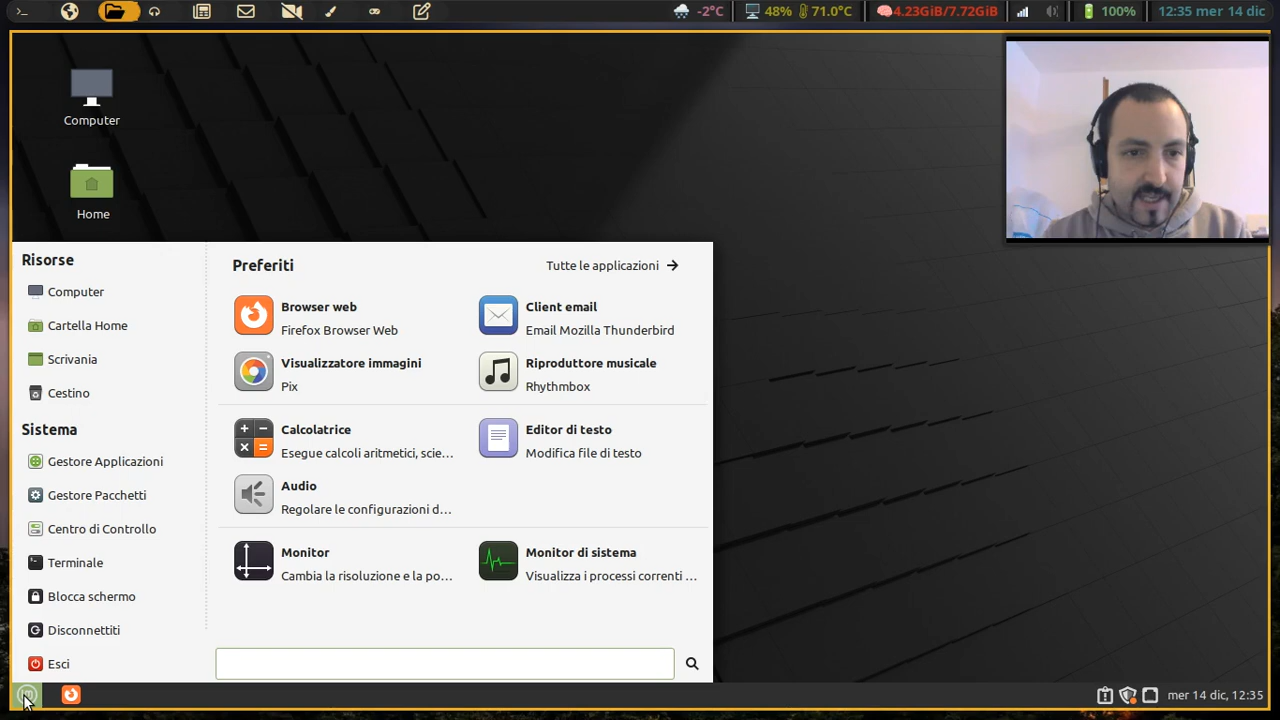 -2°C 48% 71.0°C 4.23GiB/7.72GiB 100% 12:35 mer 14 dic
Computer
Home
Risorse
Computer
Cartella Home
Scrivania
Cestino
Sistema
Gestore Applicazioni
Gestore Pacchetti
Centro di Controllo
Terminale
Blocca schermo
Disconnettiti
Esci
Preferiti
Tutte le applicazioni
Browser web
Firefox Browser Web
Client email
Email Mozilla Thunderbird
Visualizzatore immagini
Pix
Riproduttore musicale
Rhythmbox
Calcolatrice
Esegue calcoli aritmetici, scie...
Editor di testo
Modifica file di testo
Audio
Regolare le configurazioni d...
Monitor
Cambia la risoluzione e la po...
Monitor di sistema
Visualizza i processi correnti ...
mer 14 dic, 12:35